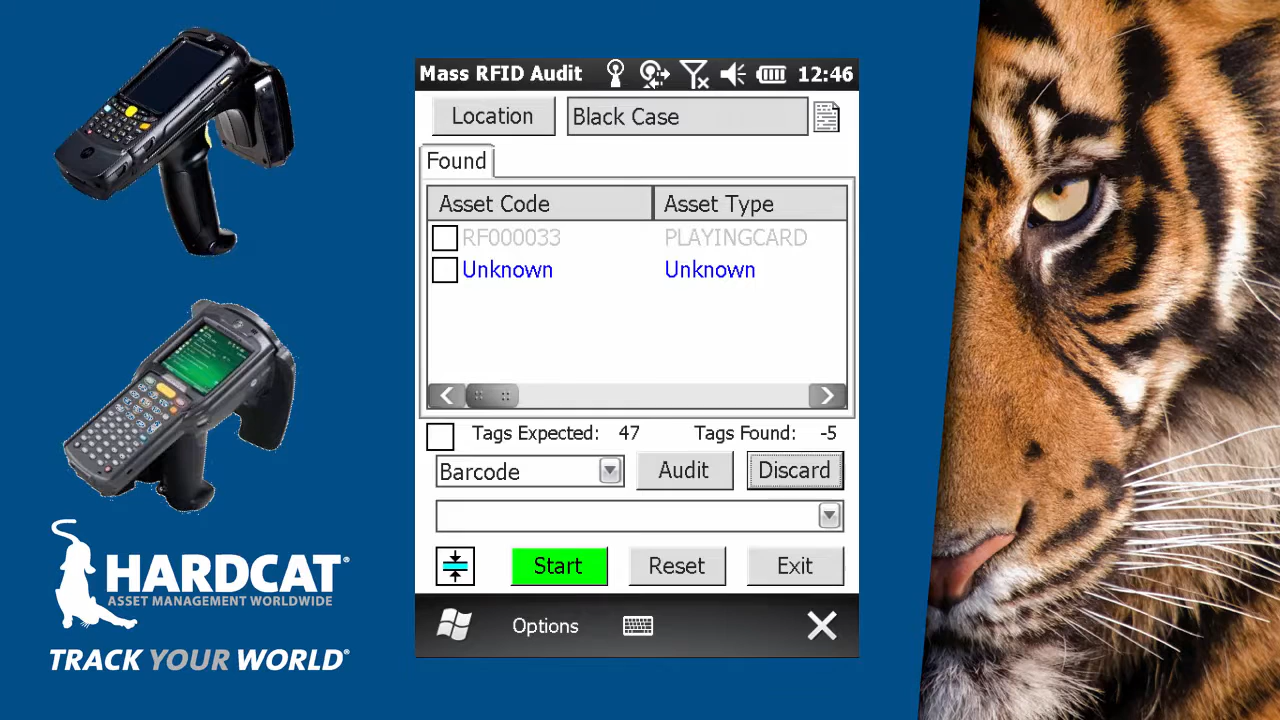 Mass RFID Audit 12:46
Location Black Case
Found
Asset Code Asset Type
RF000033 PLAYINGCARD
Unknown Unknown
Tags Expected: 47 Tags Found: -5
Barcode Audit Discard
Start Reset Exit
Options
HARDCAT®
ASSET MANAGEMENT WORLDWIDE
TRACK YOUR WORLD®